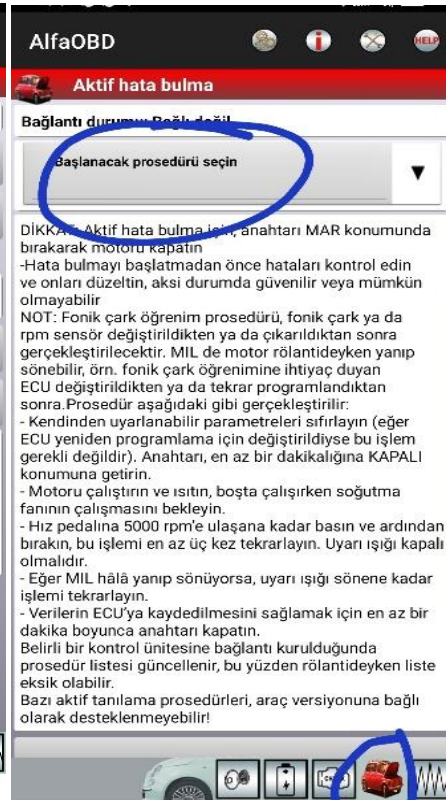 AlfaOBD
HELP
Aktif hata bulma
Bağlantı durumu: Bağlı değil
Başlanacak prosedürü seçin
DİKKAT: Aktif hata bulma için, anahtarı MAR konumunda
bırakarak motoru kapatın
-Hata bulmayı başlatmadan önce hataları kontrol edin
ve onları düzeltin, aksi durumda güvenilir veya mümkün
olmayabilir
NOT: Fonik çark öğrenim prosedürü, fonik çark ya da
rpm sensör değiştirildikten ya da çıkarıldıktan sonra
gerçekleştirilecektir. MIL de motor rölantideyken yanıp
sönebilir, örn. fonik çark öğrenimine ihtiyaç duyan
ECU değiştirildikten ya da tekrar programlandıktan
sonra.Prosedür aşağıdaki gibi gerçekleştirilir:
- Kendinden uyarlanabilir parametreleri sıfırlayın (eğer
ECU yeniden programlama için değiştirildiyse bu işlem
gerekli değildir). Anahtarı, en az bir dakikalığına KAPALI
konumuna getirin.
- Motoru çalıştırın ve ısıtın, boşta çalışırken soğutma
fanının çalışmasını bekleyin.
- Hız pedalına 5000 rpm'e ulaşana kadar basın ve ardından
bırakın, bu işlemi en az üç kez tekrarlayın. Uyarı ışığı kapalı
olmalıdır.
- Eğer MIL hâlâ yanıp sönüyorsa, uyarı ışığı sönene kadar
işlemi tekrarlayın.
- Verilerin ECU'ya kaydedilmesini sağlamak için en az bir
dakika boyunca anahtarı kapatın.
Belirli bir kontrol ünitesine bağlantı kurulduğunda
prosedür listesi güncellenir, bu yüzden rölantideyken liste
eksik olabilir.
Bazı aktif tanılama prosedürleri, araç versiyonuna bağlı
olarak desteklenmeyebilir!